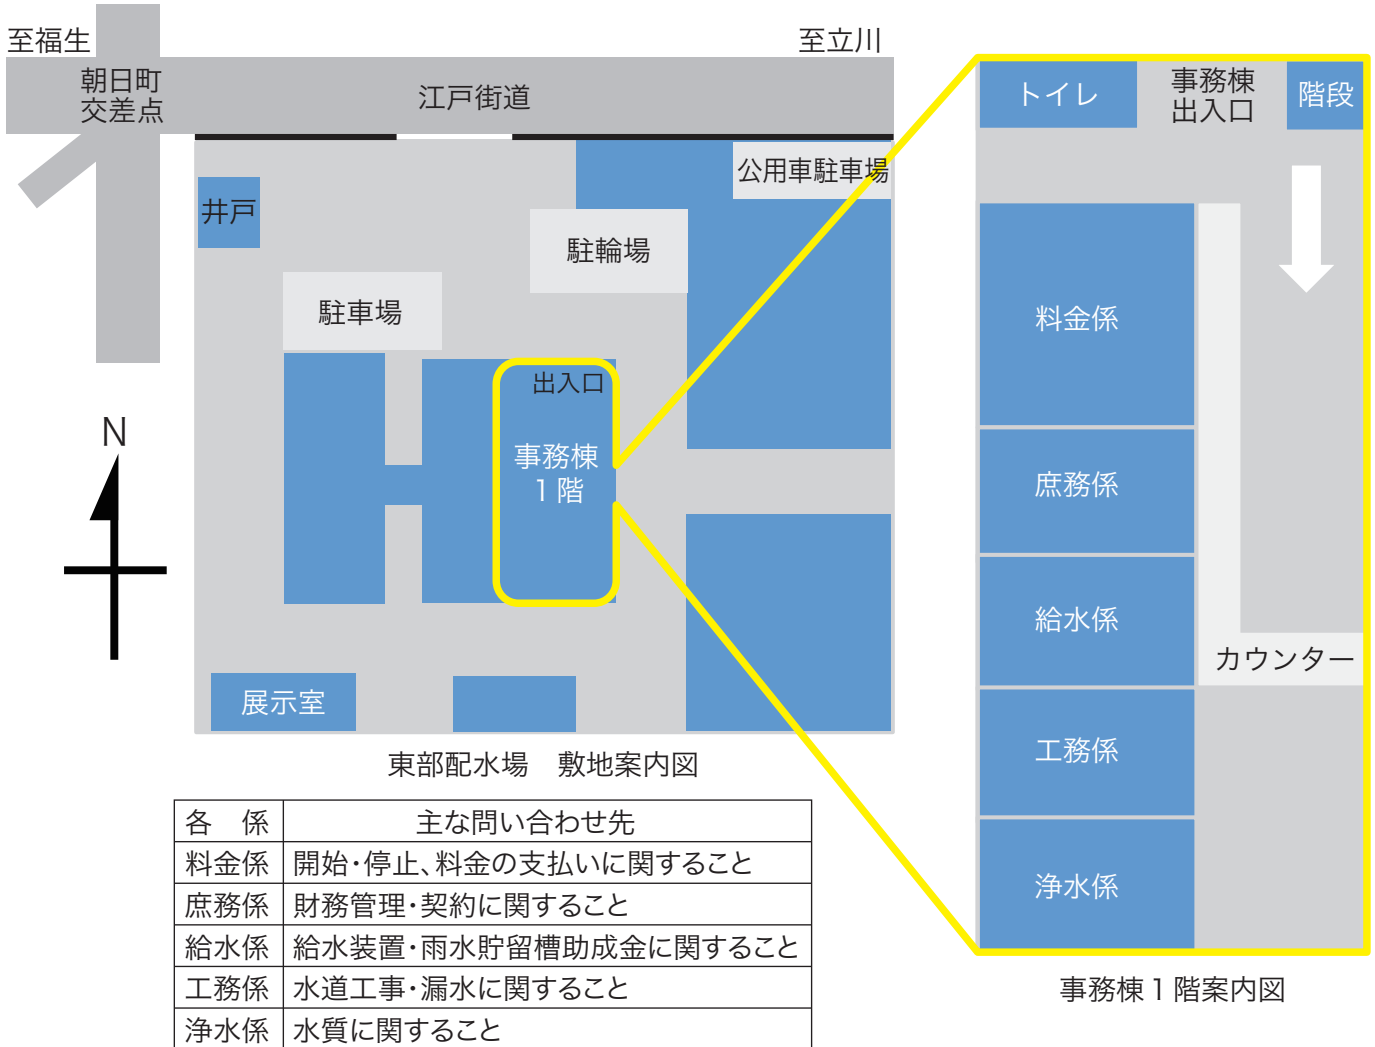 至福生
至立川
朝日町
交差点
江戸街道
公用車駐車場
井戸
駐輪場
駐車場
出入口
事務棟
1階
N
展示室
東部配水場　敷地案内図
各　係 主な問い合わせ先
料金係 開始・停止、料金の支払いに関すること
庶務係 財務管理・契約に関すること
給水係 給水装置・雨水貯留槽助成金に関すること
工務係 水道工事・漏水に関すること
浄水係 水質に関すること
トイレ
事務棟
出入口
階段
料金係
庶務係
給水係
カウンター
工務係
浄水係
事務棟1階案内図